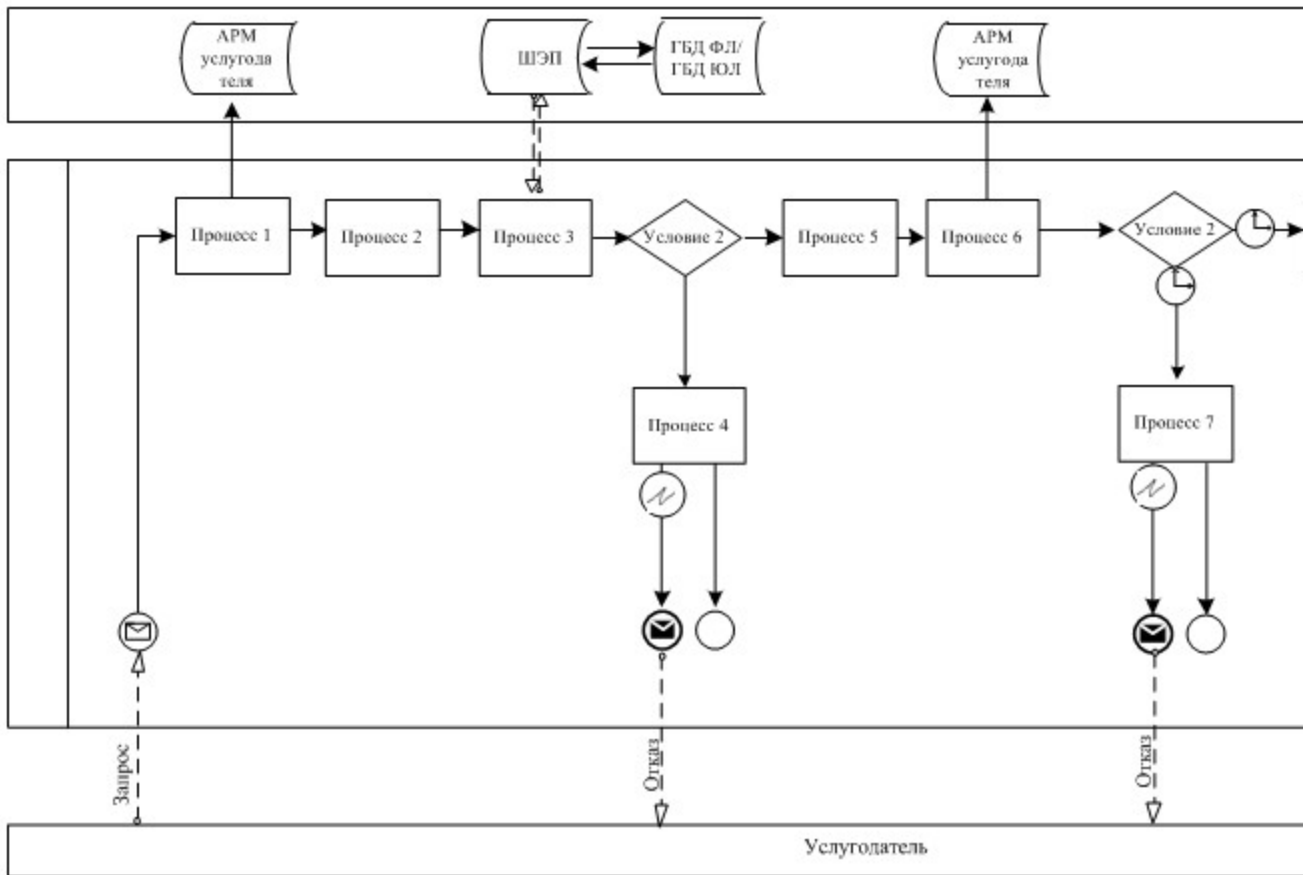 АРМ
услугода
теля
ШЭП
ГБД ФЛ/
ГБД ЮЛ
АРМ
услугода
теля
Процесс 1
Процесс 2
Процесс 3
Условие 2
Процесс 5
Процесс 6
Условие 2
Процесс 4
Процесс 7
Запрос
Отказ
Отказ
Услугодатель